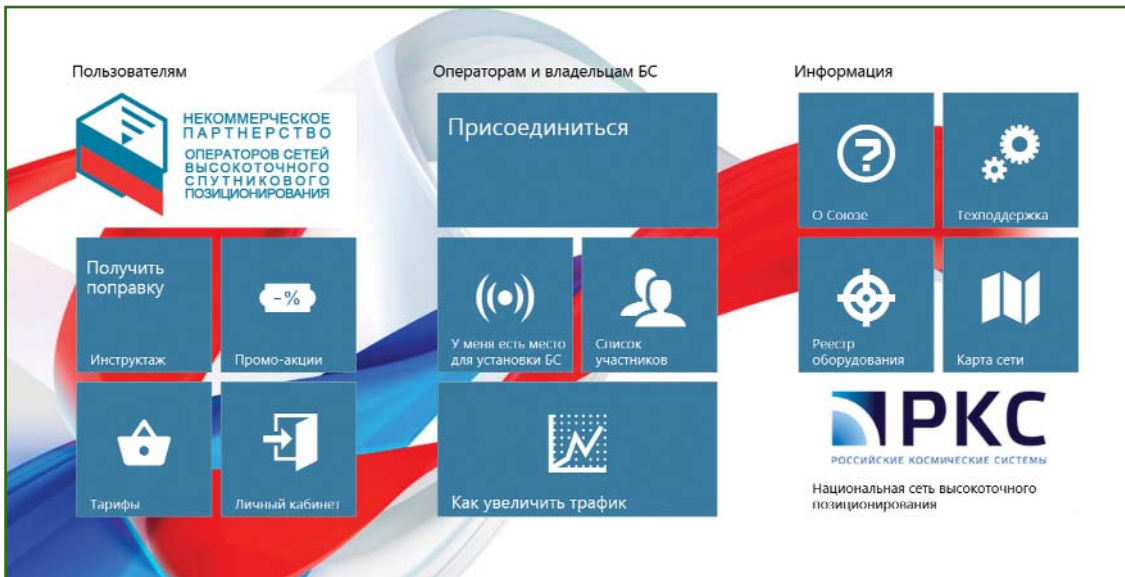 Пользователям
НЕКОММЕРЧЕСКОЕ
ПАРТНЕРСТВО
ОПЕРАТОРОВ СЕТЕЙ
ВЫСОКОТОЧНОГО
СПУТНИКОВОГО
ПОЗИЦИОНИРОВАНИЯ
Получить
поправку
Инструктаж
-%
Промо-акции
Тарифы
Личный кабинет
Операторам и владельцам БС
Присоединиться
У меня есть место
для установки БС
Список
участников
Как увеличить трафик
Информация
?
О Союзе
Техподдержка
Реестр
оборудования
Карта сети
РКС
РОССИЙСКИЕ КОСМИЧЕСКИЕ СИСТЕМЫ
Национальная сеть высокоточного
позиционирования